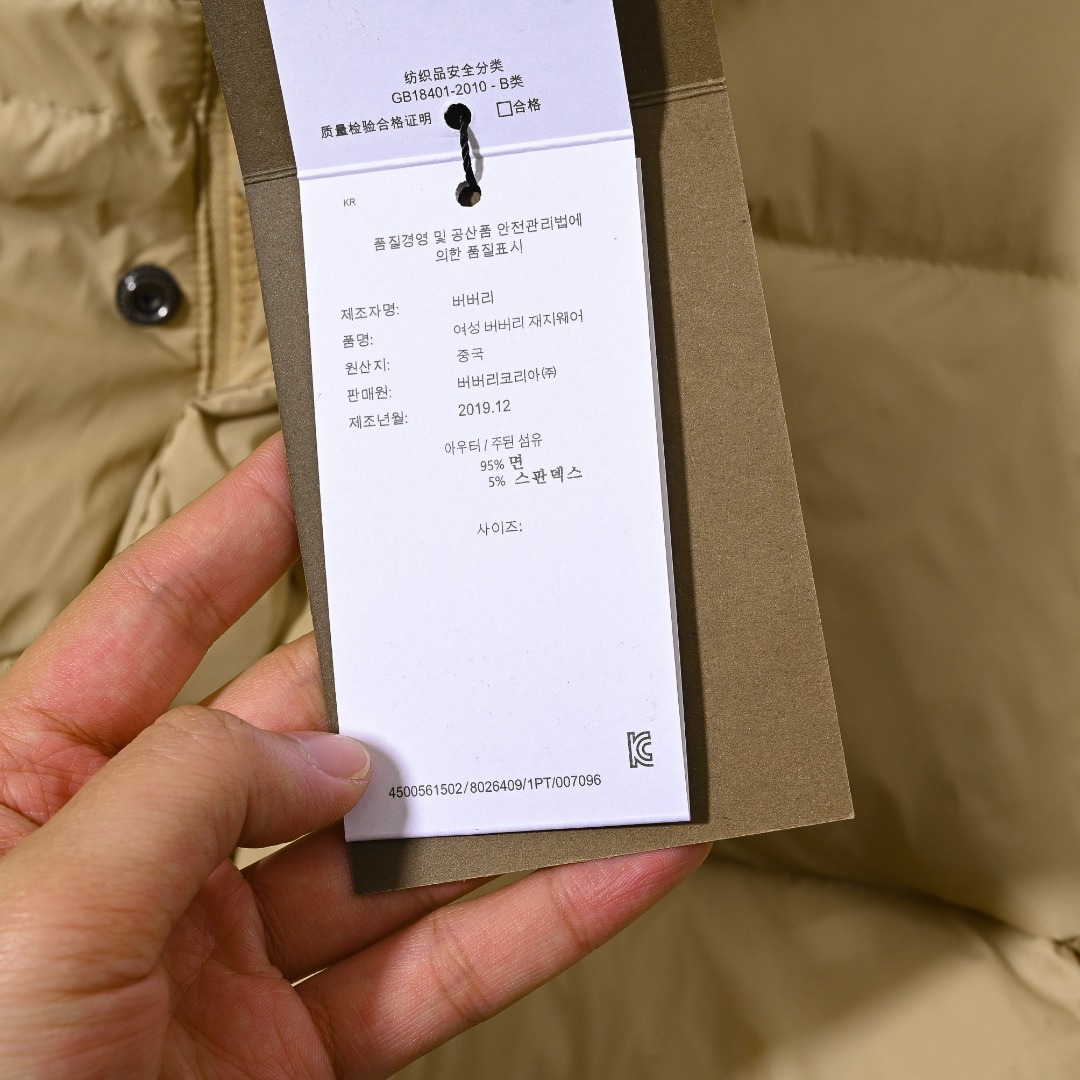 纺织品安全分类
GB18401-2010 - B类
质量检验合格证明 □合格
KR
품질경영 및 공산품 안전관리법에
의한 품질표시
제조자명: 버버리
품명: 여성 버버리 재지웨어
원산지: 중국
판매원: 버버리코리아㈜
제조년월: 2019.12
아우터 / 주된 섬유
95% 면
5% 스판덱스
사이즈:
KC
4500561502/8026409/1PT/007096